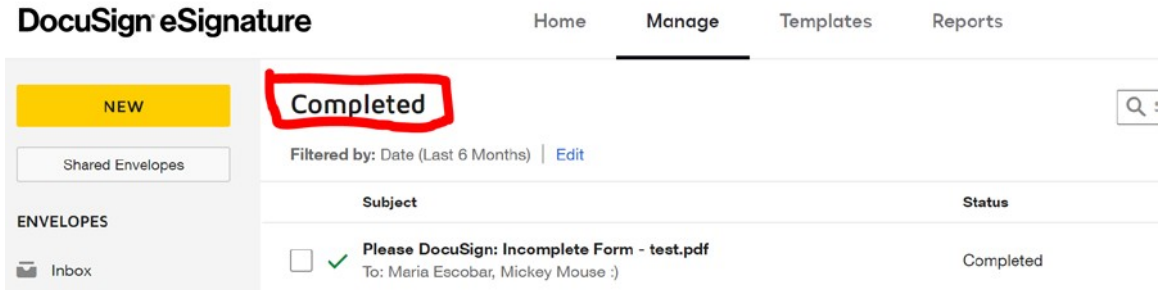 DocuSign eSignature
Home Manage Templates Reports
NEW
Completed
Filtered by: Date (Last 6 Months) | Edit
Shared Envelopes
Subject Status
ENVELOPES
Please DocuSign: Incomplete Form - test.pdf
To: Maria Escobar, Mickey Mouse :)
Completed
Inbox